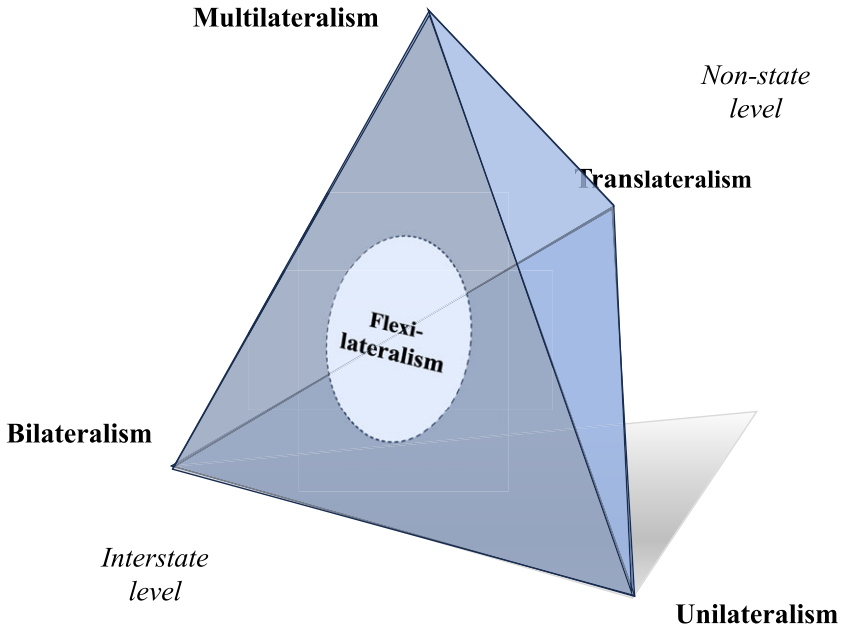 Multilateralism
Non-state
level
Translateralism
Flexi-
lateralism
Bilateralism
Interstate
level
Unilateralism